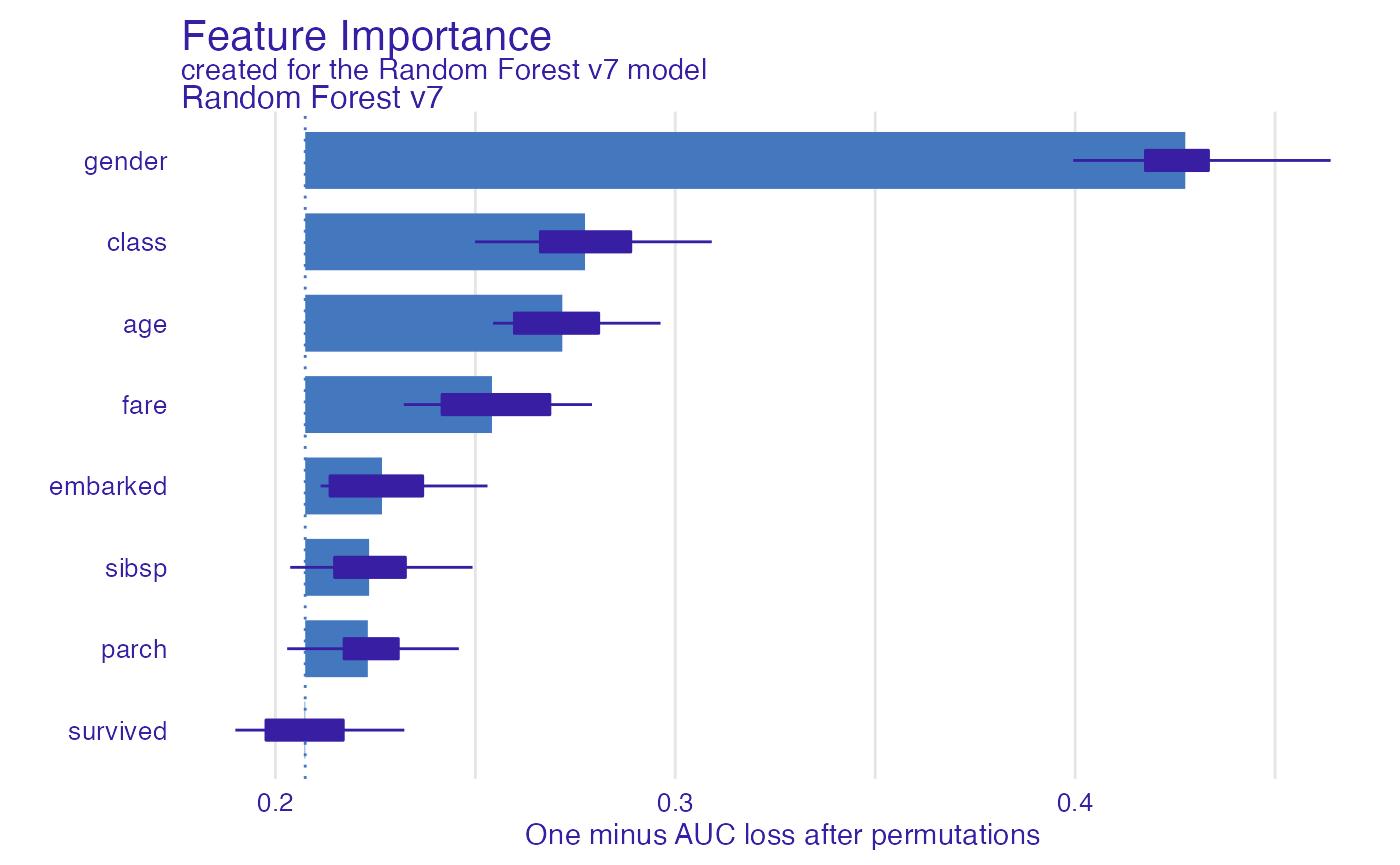 Feature Importance
created for the Random Forest v7 model
Random Forest v7
gender
class
age
fare
embarked
sibsp
parch
survived
0.2 0.3 0.4
One minus AUC loss after permutations